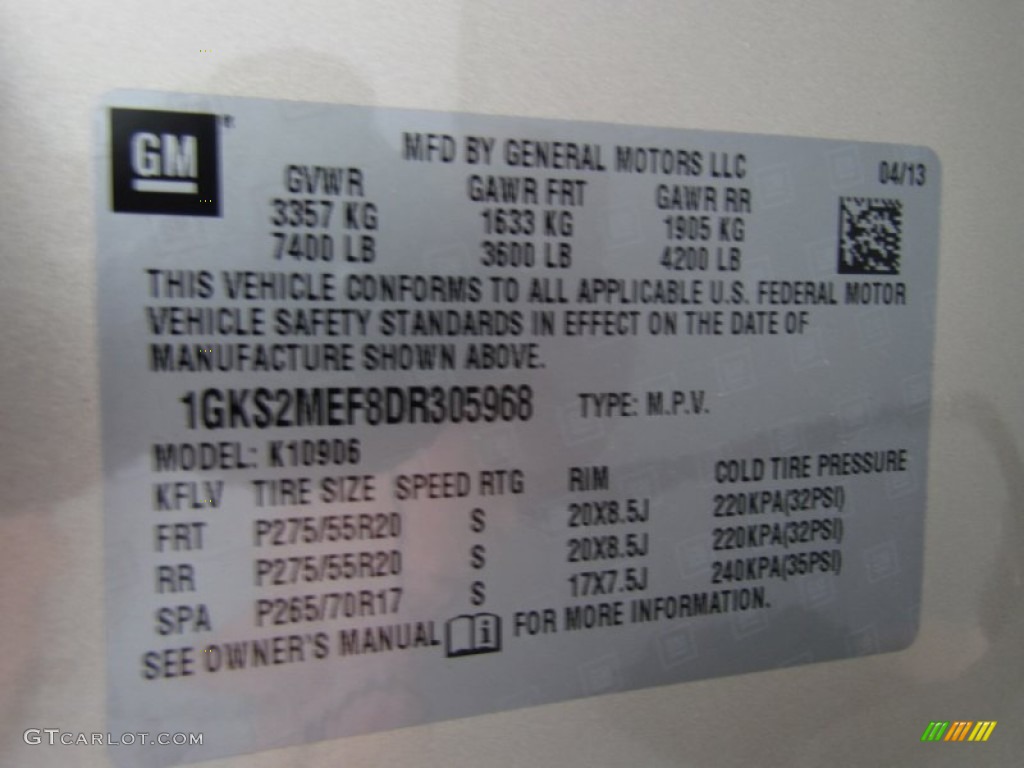 GM
MFD BY GENERAL MOTORS LLC 04/13
GVWR GAWR FRT GAWR RR
3357 KG 1633 KG 1905 KG
7400 LB 3600 LB 4200 LB
THIS VEHICLE CONFORMS TO ALL APPLICABLE U.S. FEDERAL MOTOR
VEHICLE SAFETY STANDARDS IN EFFECT ON THE DATE OF
MANUFACTURE SHOWN ABOVE.
1GKS2MEF8DR305968 TYPE: M.P.V.
MODEL: K10906
KFLV TIRE SIZE SPEED RTG RIM COLD TIRE PRESSURE
FRT P275/55R20 S 20X8.5J 220KPA(32PSI)
RR P275/55R20 S 20X8.5J 220KPA(32PSI)
SPA P265/70R17 S 17X7.5J 240KPA(35PSI)
SEE OWNER'S MANUAL i FOR MORE INFORMATION.
GTCARLOT.COM